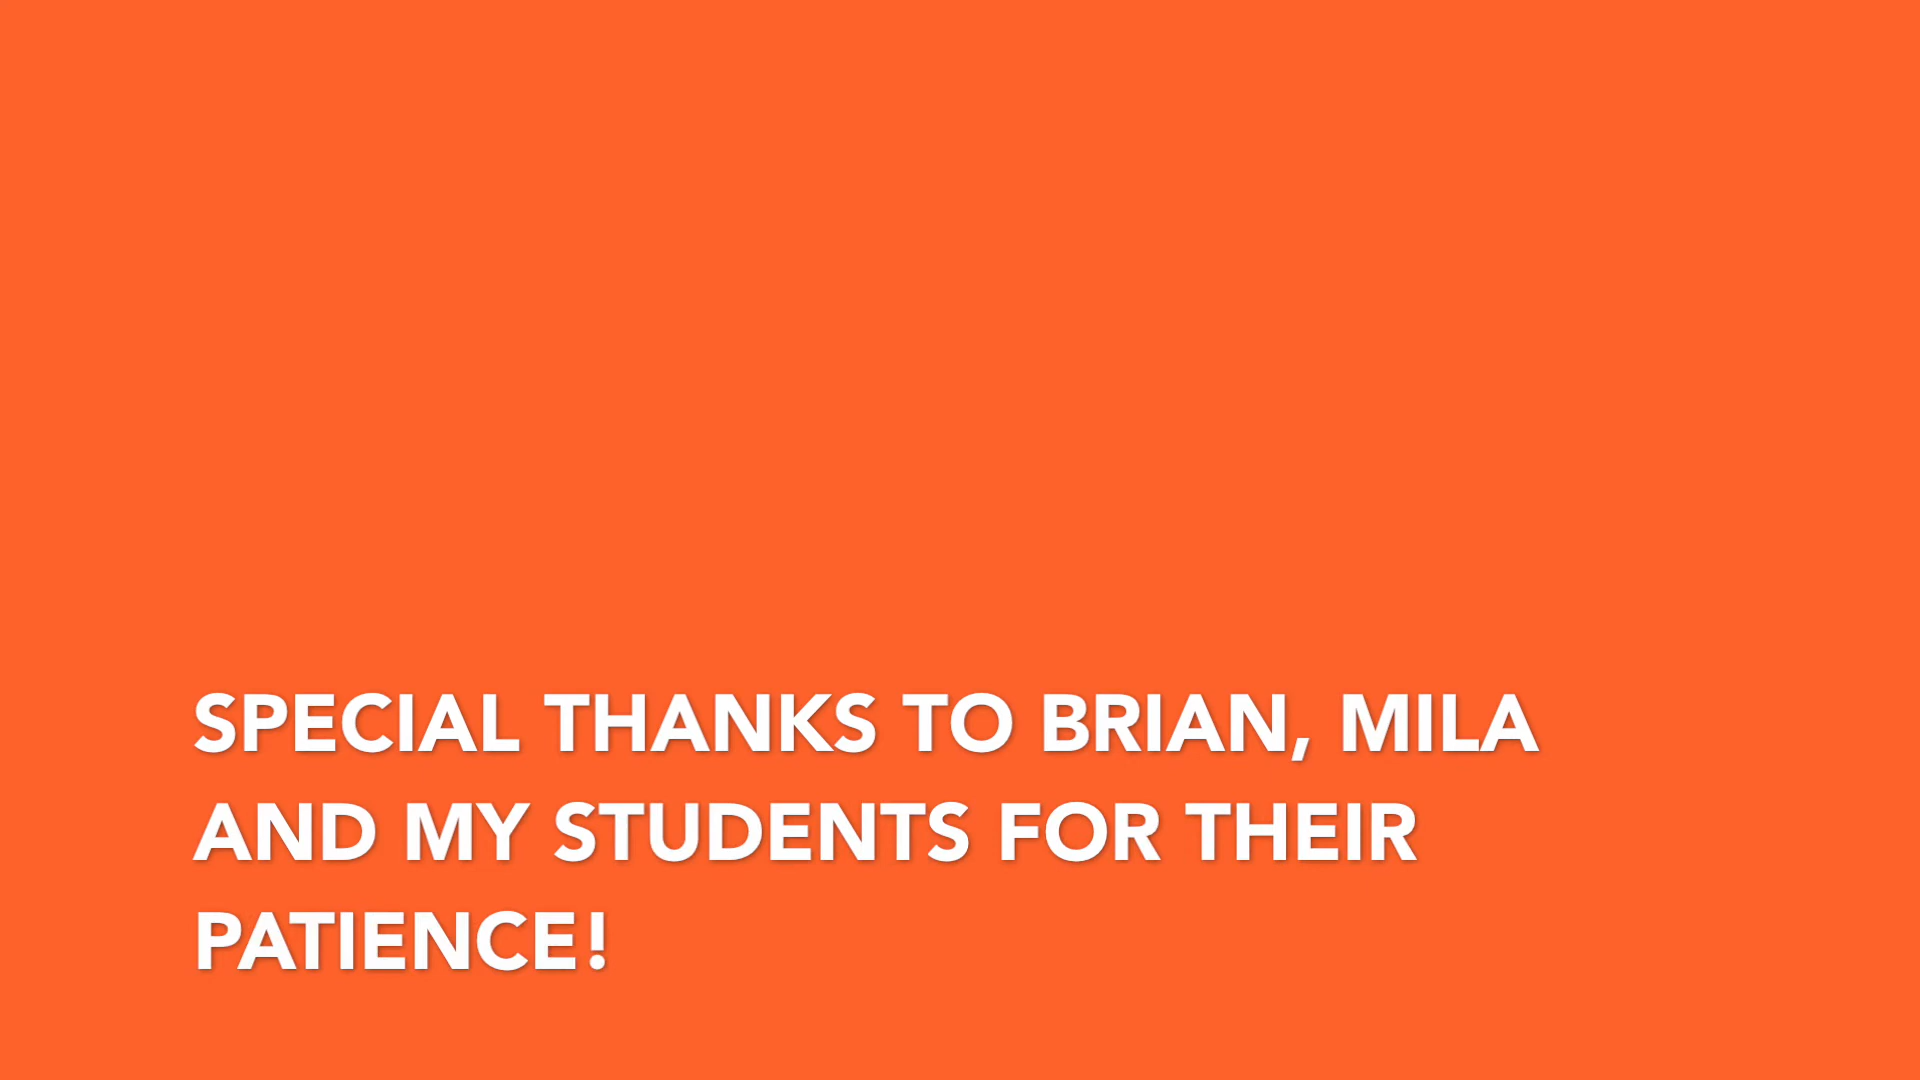 SPECIAL THANKS TO BRIAN, MILA
AND MY STUDENTS FOR THEIR
PATIENCE!